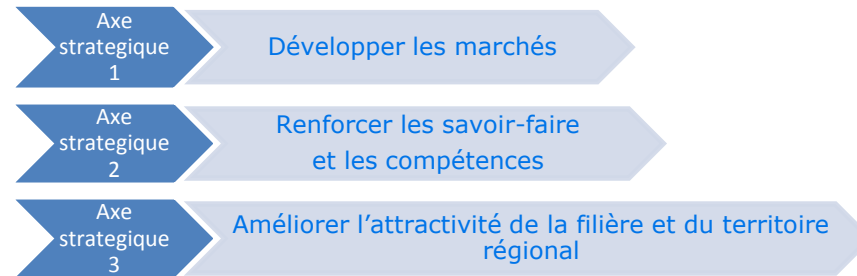 Axe
strategique
1
Développer les marchés
Axe
strategique
2
Renforcer les savoir-faire
et les compétences
Axe
strategique
3
Améliorer l’attractivité de la filière et du territoire
régional